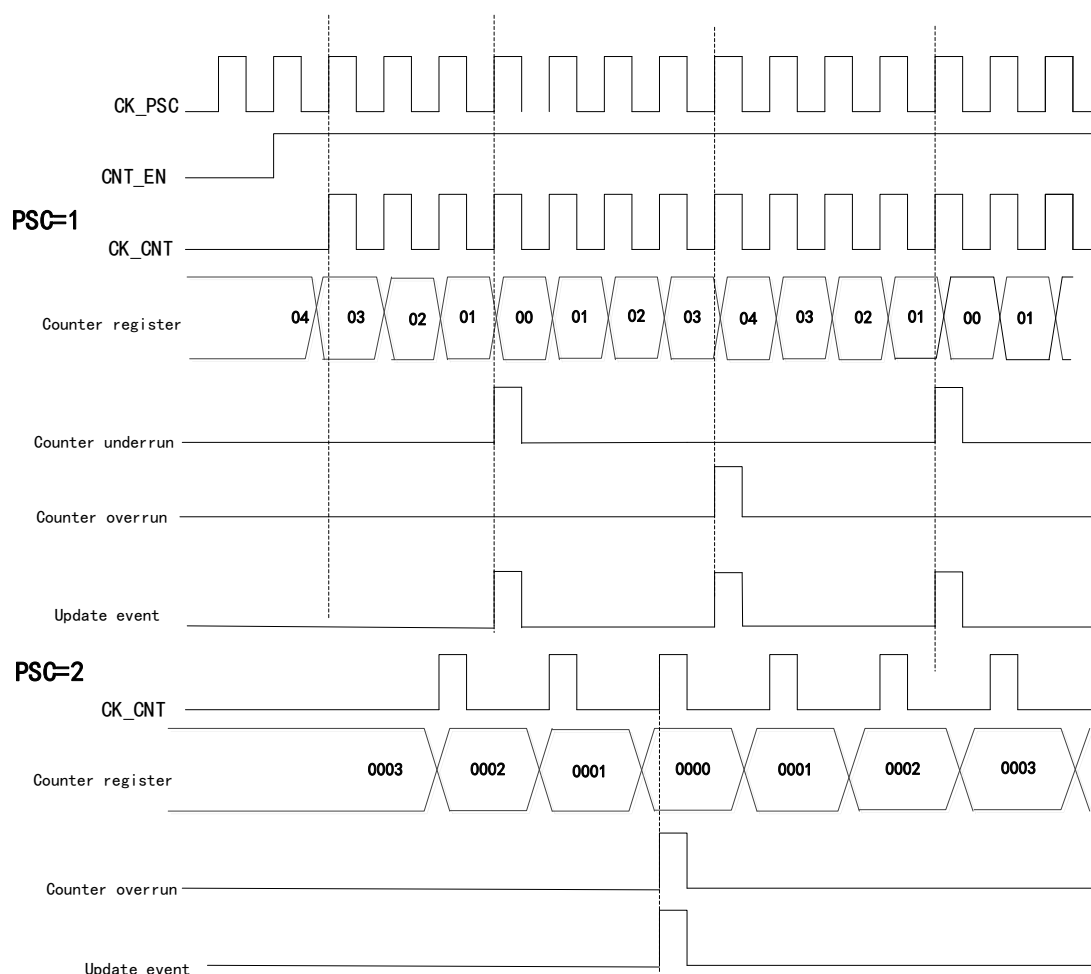 CK_PSC
CNT_EN
PSC=1
CK_CNT
Counter register 04 03 02 01 00 01 02 03 04 03 02 01 00 01
Counter underrun
Counter overrun
Update event
PSC=2
CK_CNT
Counter register 0003 0002 0001 0000 0001 0002 0003
Counter overrun
Update event